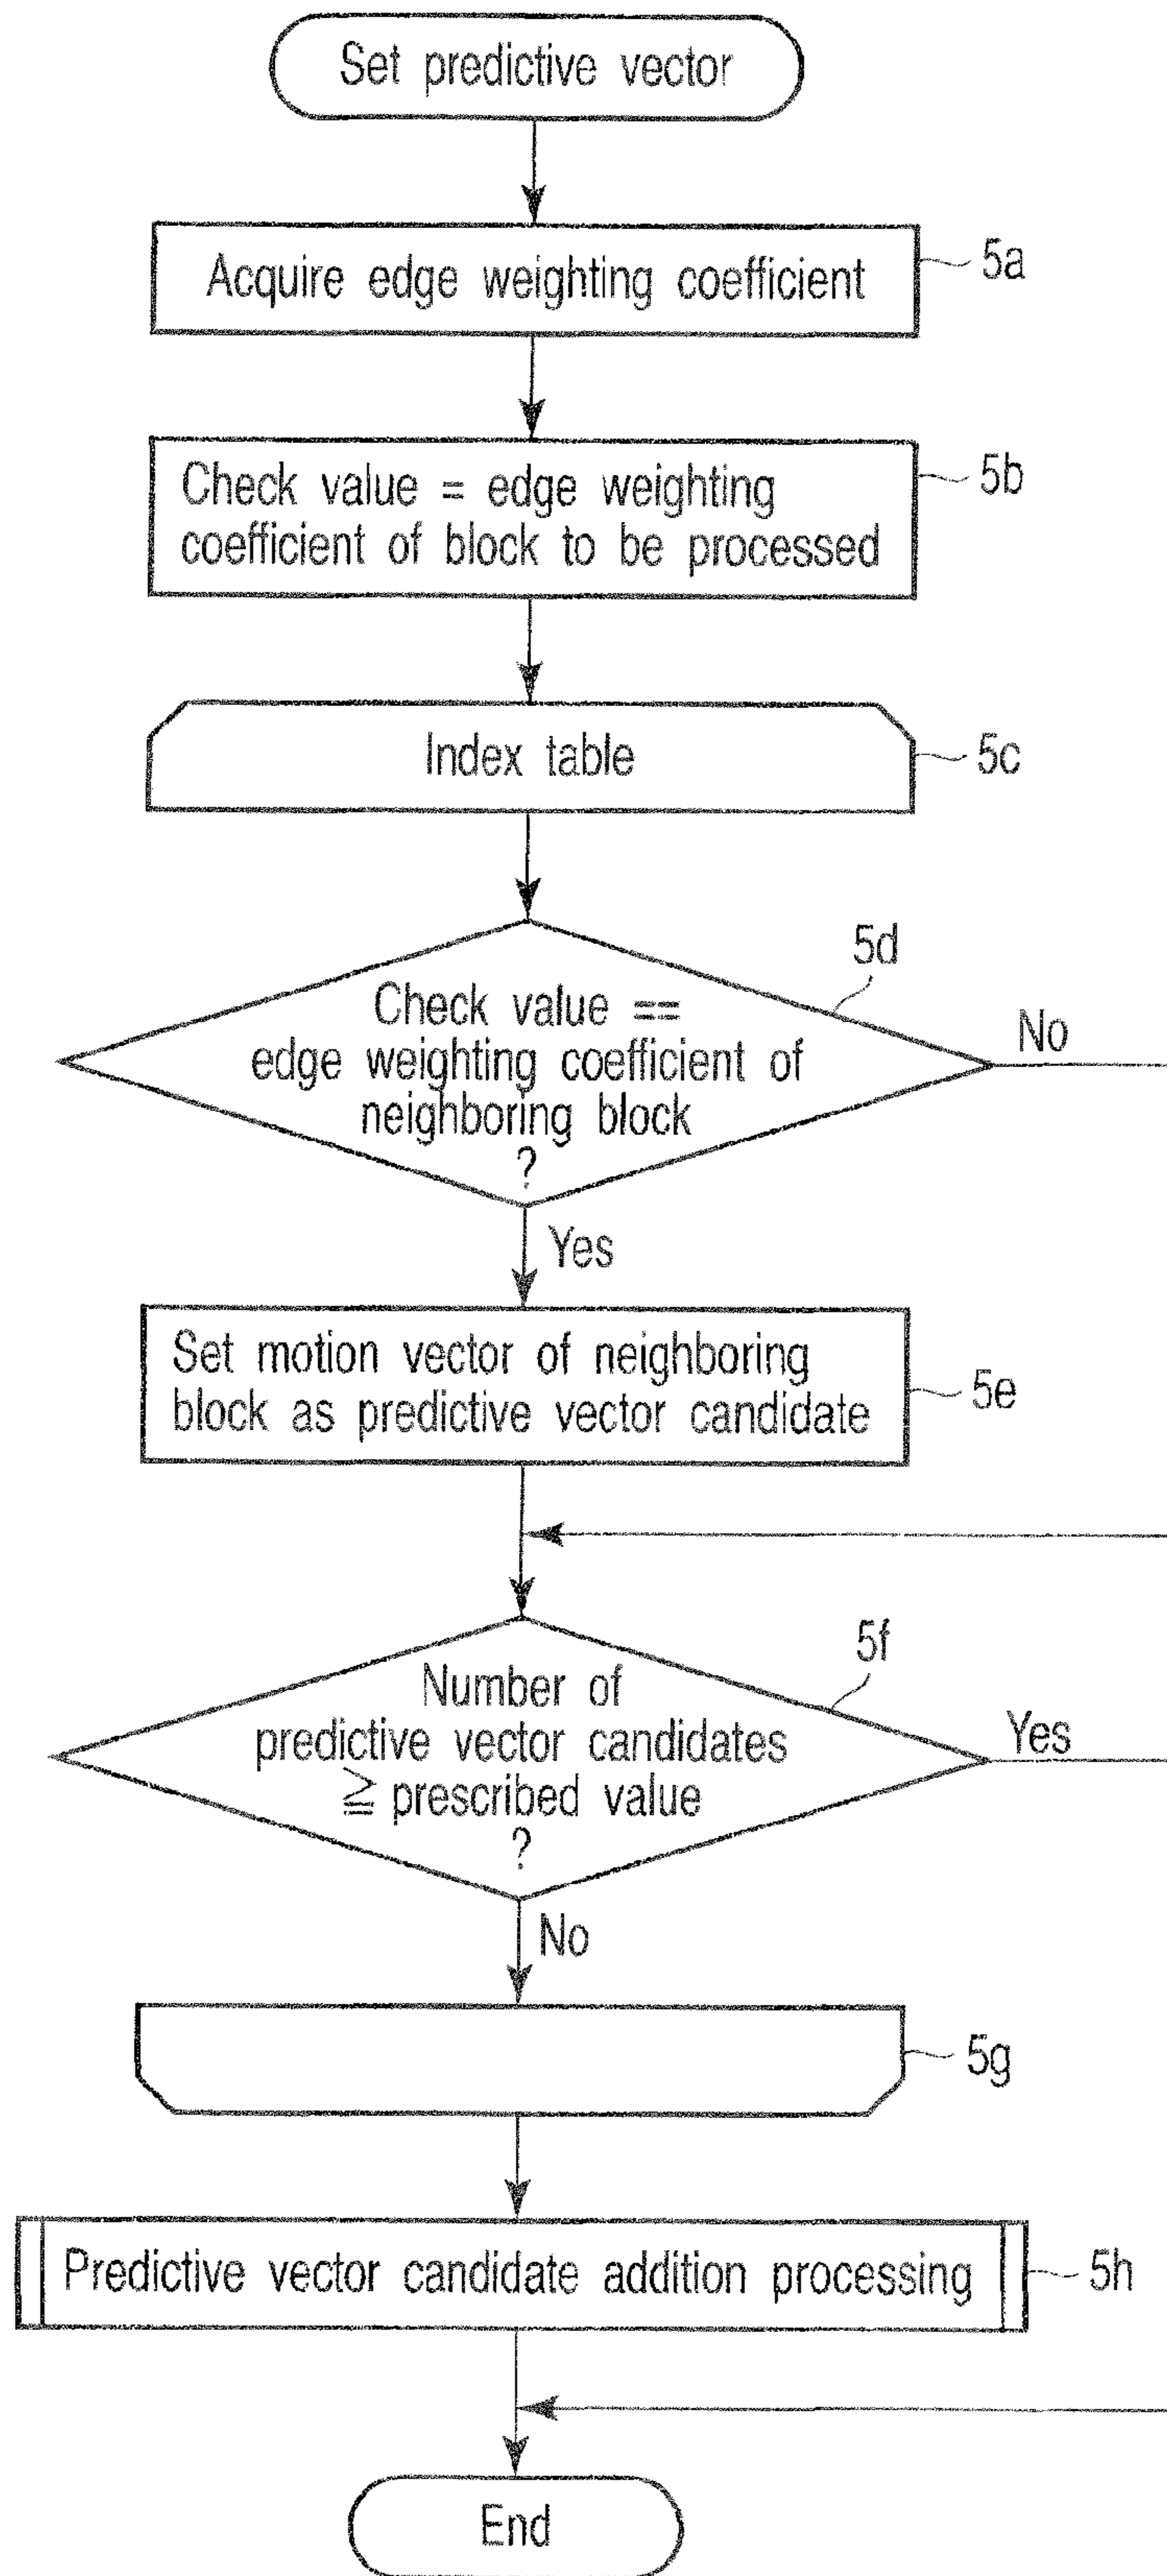 Set predictive vector
Acquire edge weighting coefficient
5a
Check value = edge weighting
coefficient of block to be processed
5b
Index table
5c
5d
Check value ==
edge weighting coefficient of
neighboring block
?
No
Yes
Set motion vector of neighboring
block as predictive vector candidate
5e
5f
Number of
predictive vector candidates
≧ prescribed value
?
Yes
No
5g
Predictive vector candidate addition processing
5h
End